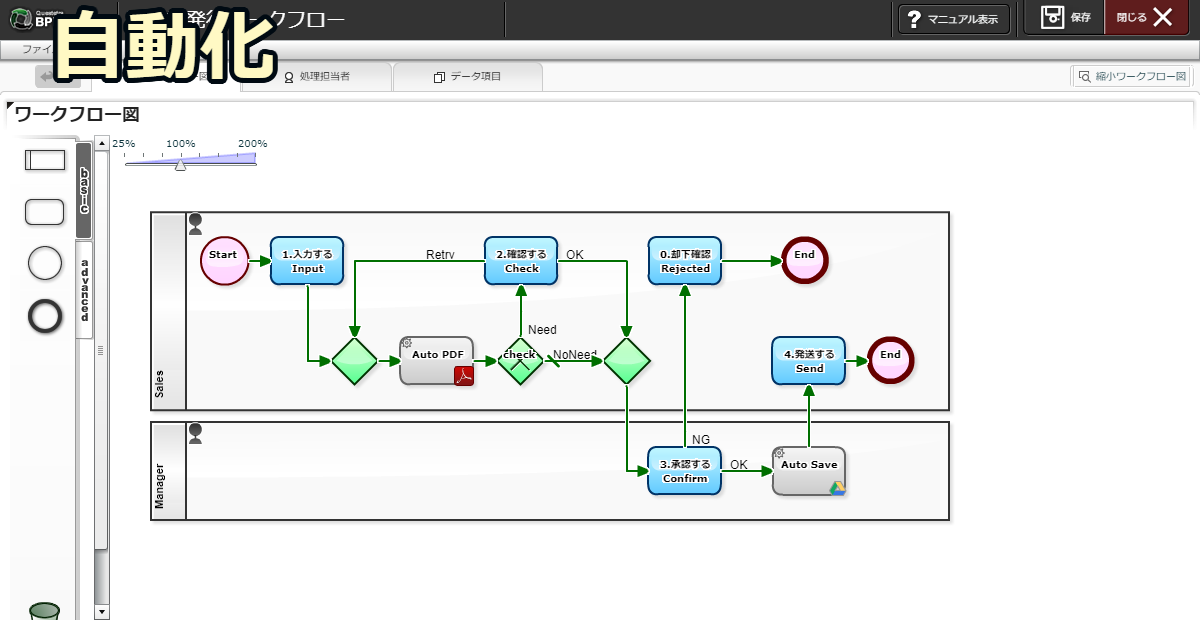 Questetra
BP
発行ワークフロー
自動化
マニュアル表示
保存
閉じる
ファイ
図
処理担当者
データ項目
縮小ワークフロー図
ワークフロー図
25% 100% 200%
basic
advanced
Sales
Start
1.入力する
Input
Retry
2.確認する
Check
OK
0.却下確認
Rejected
End
Need
Auto PDF
check
NoNeed
4.発送する
Send
End
Manager
NG
3.承認する
Confirm
OK
Auto Save